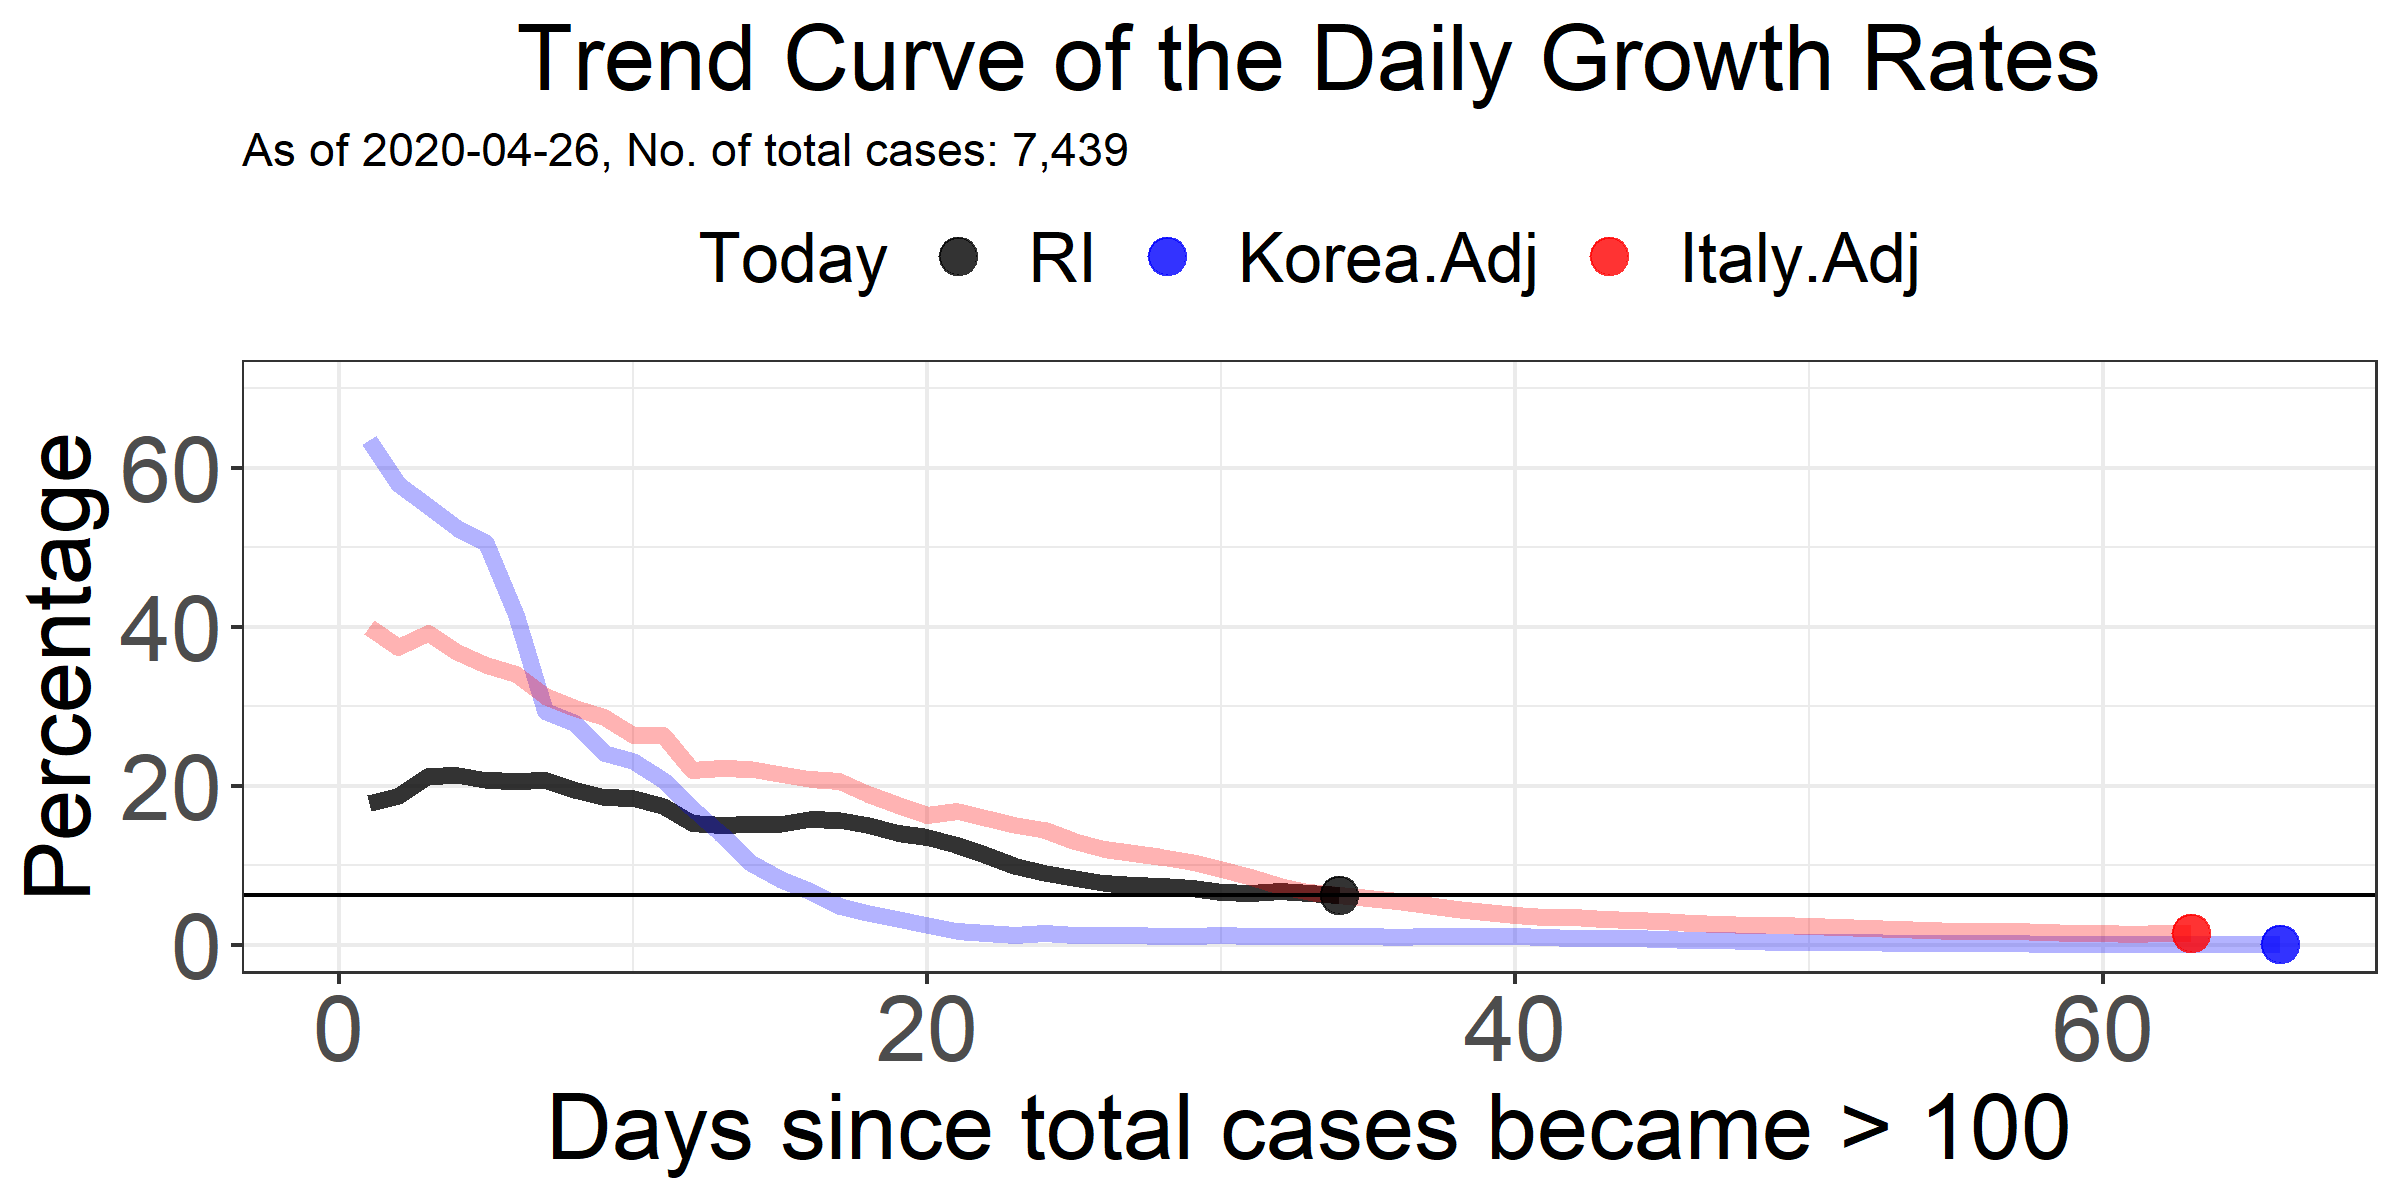 Trend Curve of the Daily Growth Rates
As of 2020-04-26, No. of total cases: 7,439
Today RI Korea.Adj Italy.Adj
Percentage
60
40
20
0
0 20 40 60
Days since total cases became > 100